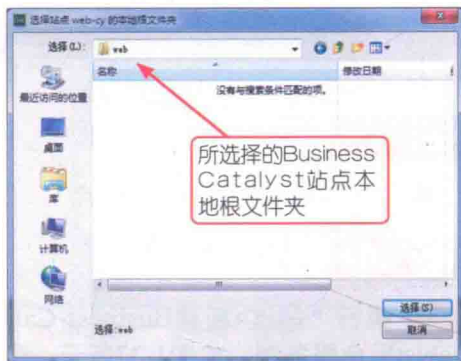 选择站点 web-cy 的本地根文件夹
选择(I):
web
名称
修改日期
没有与搜索条件匹配的项。
最近访问的位置
桌面
库
计算机
网络
所选择的Business
Catalyst站点本
地根文件夹
选择(S)
选择:web
取消